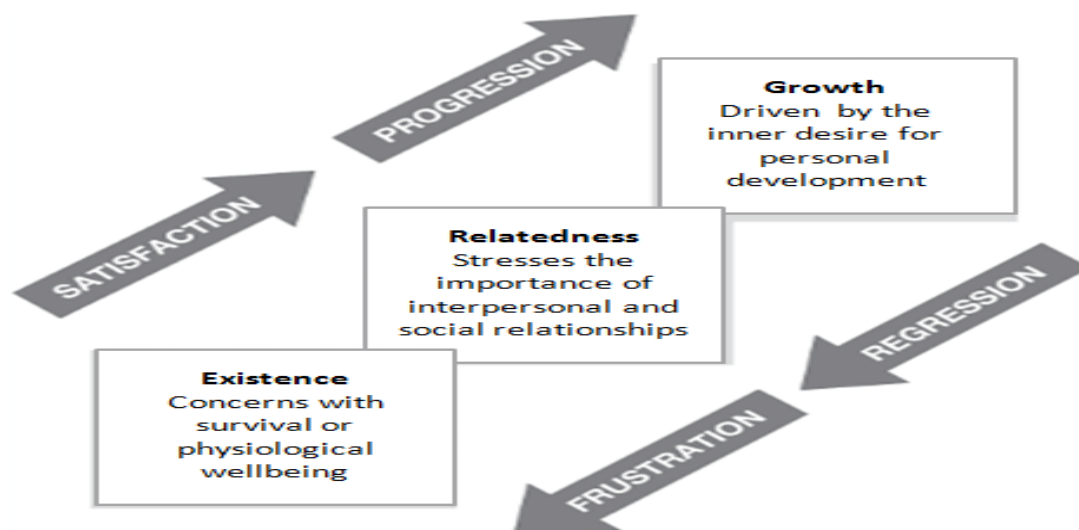 PROGRESSION
SATISFACTION
Growth
Driven by the
inner desire for
personal
development
Relatedness
Stresses the
importance of
interpersonal and
social relationships
REGRESSION
Existence
Concerns with
survival or
physiological
wellbeing
FRUSTRATION